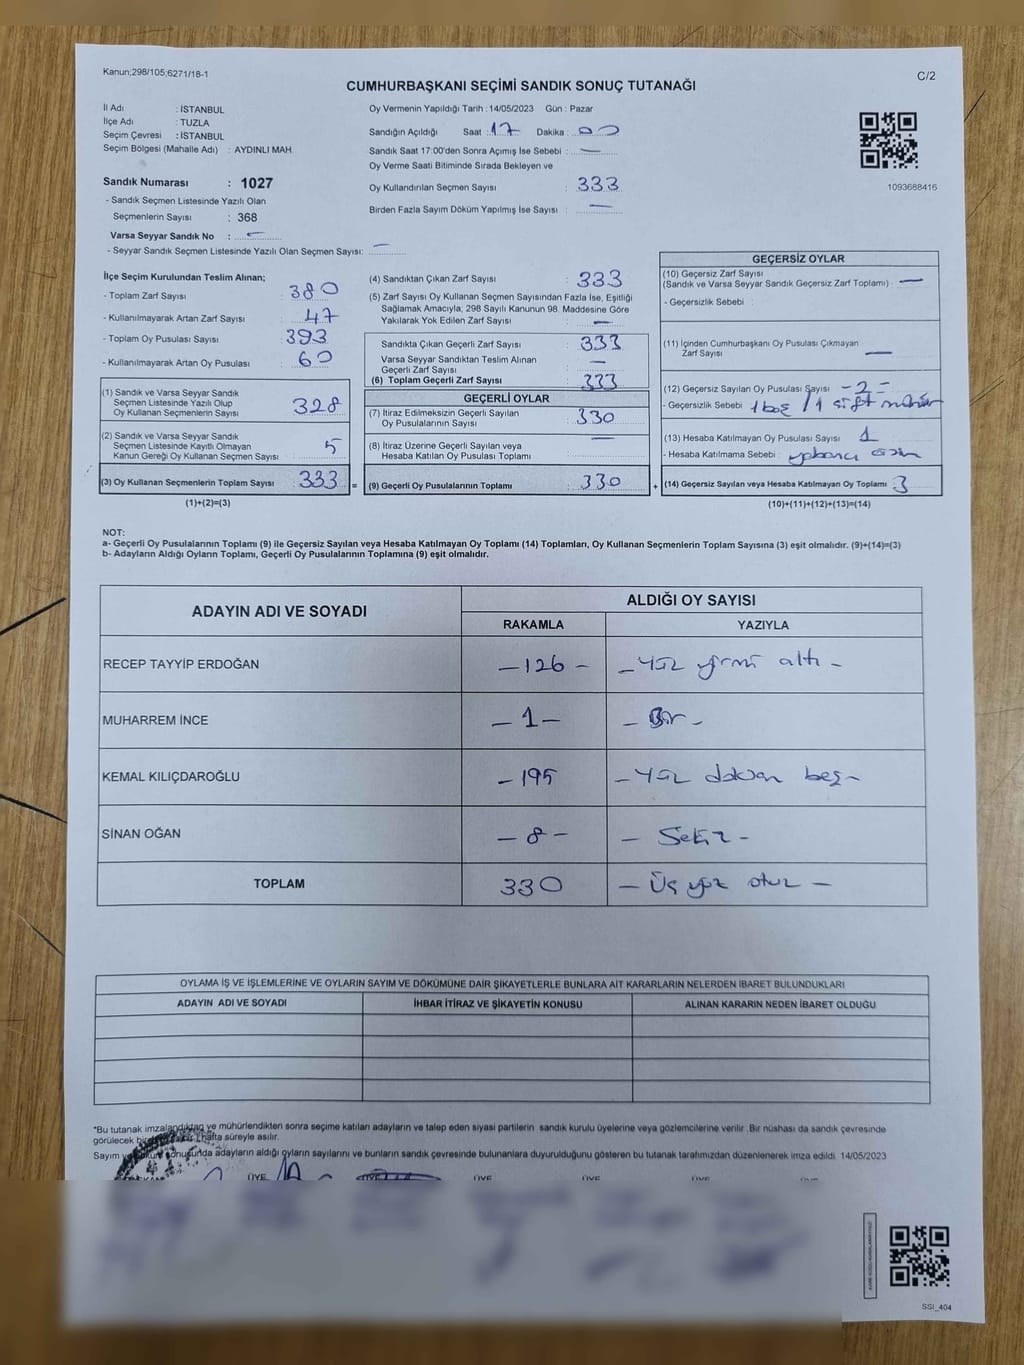 Kanun;298/105;6271/18-1
C/2
CUMHURBAŞKANI SEÇİMİ SANDIK SONUÇ TUTANAĞI
İl Adı : İSTANBUL
İlçe Adı : TUZLA
Seçim Çevresi : İSTANBUL
Seçim Bölgesi (Mahalle Adı) : AYDINLI MAH.
Sandık Numarası : 1027
- Sandık Seçmen Listesinde Yazılı Olan
Seçmenlerin Sayısı : 368
Varsa Seyyar Sandık No : —
- Seyyar Sandık Seçmen Listesinde Yazılı Olan Seçmen Sayısı: —
Oy Vermenin Yapıldığı Tarih : 14/05/2023 Gün : Pazar
Sandığın Açıldığı Saat : 17 Dakika : 00
Sandık Saat 17:00'den Sonra Açımış İse Sebebi : —
Oy Verme Saati Bitiminde Sırada Bekleyen ve
Oy Kullandırılan Seçmen Sayısı : 333
Birden Fazla Sayım Döküm Yapılmış İse Sayısı : —
1093688416
İlçe Seçim Kurulundan Teslim Alınan;
- Toplam Zarf Sayısı : 380
- Kullanılmayarak Artan Zarf Sayısı : 47
- Toplam Oy Pusulası Sayısı : 393
- Kullanılmayarak Artan Oy Pusulası : 60
(1) Sandık ve Varsa Seyyar Sandık
Seçmen Listesinde Yazılı Olup
Oy Kullanan Seçmenlerin Sayısı : 328
(2) Sandık ve Varsa Seyyar Sandık
Seçmen Listesinde Kayıtlı Olmayan
Kanun Gereği Oy Kullanan Seçmen Sayısı : 5
(3) Oy Kullanan Seçmenlerin Toplam Sayısı : 333 =
(1)+(2)=(3)
(4) Sandıktan Çıkan Zarf Sayısı : 333
(5) Zarf Sayısı Oy Kullanan Seçmen Sayısından Fazla İse, Eşitliği
Sağlamak Amacıyla, 298 Sayılı Kanunun 98. Maddesine Göre
Yakılarak Yok Edilen Zarf Sayısı : —
Sandıkta Çıkan Geçerli Zarf Sayısı : 333
Varsa Seyyar Sandıktan Teslim Alınan
Geçerli Zarf Sayısı : —
(6) Toplam Geçerli Zarf Sayısı : 333
GEÇERLİ OYLAR
(7) İtiraz Edilmeksizin Geçerli Sayılan
Oy Pusulalarının Sayısı : 330
(8) İtiraz Üzerine Geçerli Sayılan veya
Hesaba Katılan Oy Pusulası Toplamı : —
(9) Geçerli Oy Pusulalarının Toplamı : 330 +
GEÇERSİZ OYLAR
(10) Geçersiz Zarf Sayısı
(Sandık ve Varsa Seyyar Sandık Geçersiz Zarf Toplamı) : —
- Geçersizlik Sebebi :
(11) İçinden Cumhurbaşkanı Oy Pusulası Çıkmayan
Zarf Sayısı : —
(12) Geçersiz Sayılan Oy Pusulası Sayısı : - 2 -
- Geçersizlik Sebebi : 1 boş / 1 çift mühür
(13) Hesaba Katılmayan Oy Pusulası Sayısı : 1
- Hesaba Katılmama Sebebi : yabancı cisim
(14) Geçersiz Sayılan veya Hesaba Katılmayan Oy Toplamı : 3
(10)+(11)+(12)+(13)=(14)
NOT:
a- Geçerli Oy Pusulalarının Toplamı (9) ile Geçersiz Sayılan veya Hesaba Katılmayan Oy Toplamı (14) Toplamları, Oy Kullanan Seçmenlerin Toplam Sayısına (3) eşit olmalıdır. (9)+(14)=(3)
b- Adayların Aldığı Oyların Toplamı, Geçerli Oy Pusulalarının Toplamına (9) eşit olmalıdır.
ADAYIN ADI VE SOYADI ALDIĞI OY SAYISI
RAKAMLA YAZIYLA
RECEP TAYYİP ERDOĞAN - 126 - - yüz yirmi altı -
MUHARREM İNCE - 1 - - Bir -
KEMAL KILIÇDAROĞLU - 195 - yüz doksan beş -
SİNAN OĞAN - 8 - - Sekiz -
TOPLAM 330 - Üç yüz otuz -
OYLAMA İŞ VE İŞLEMLERİNE VE OYLARIN SAYIM VE DÖKÜMÜNE DAİR ŞİKAYETLERLE BUNLARA AİT KARARLARIN NELERDEN İBARET BULUNDUKLARI
ADAYIN ADI VE SOYADI İHBAR İTİRAZ VE ŞİKAYETİN KONUSU ALINAN KARARIN NEDEN İBARET OLDUĞU
*Bu tutanak imzalandıktan ve mühürlendikten sonra seçime katılan adayların ve talep eden siyasi partilerin sandık kurulu üyelerine veya gözlemcilerine verilir. Bir nüshası da sandık çevresinde
görülecek bir hafta süreyle asılır.
Sayım ve sonucunda adayların aldığı oyların sayılarını ve bunların sandık çevresinde bulunanlara duyurulduğunu gösteren bu tutanak tarafımızdan düzenlenerek imza edildi. 14/05/2023
ÜYE ÜYE ÜYE ÜYE
SSI_404